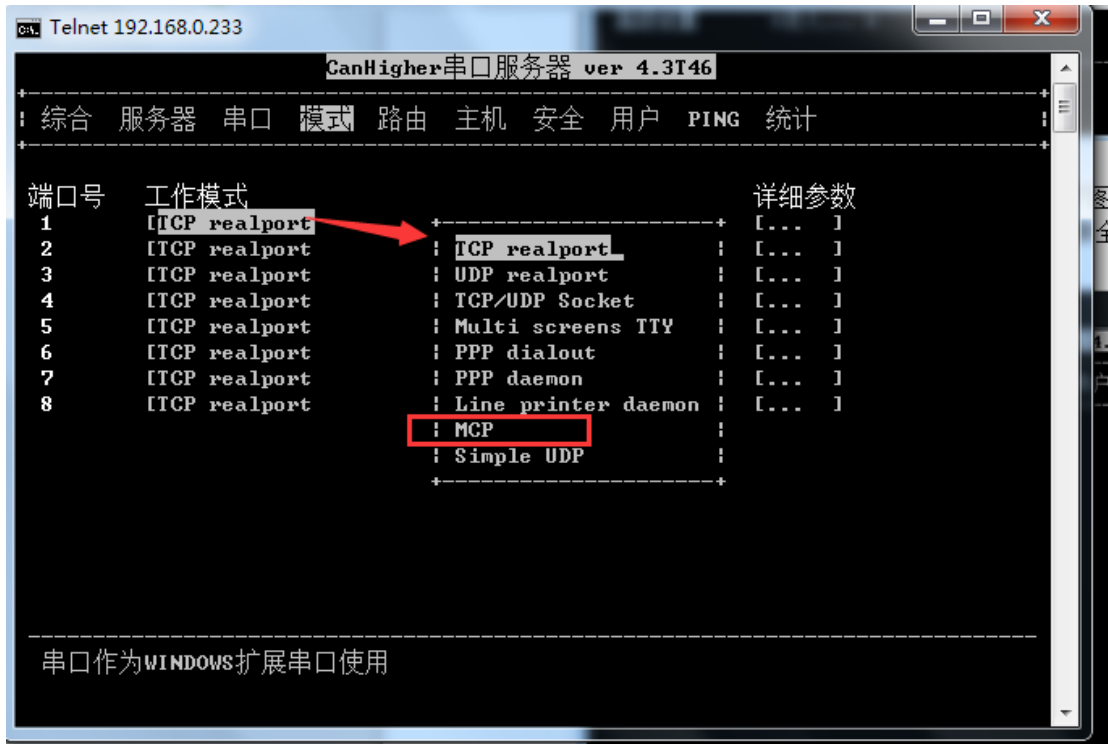 Telnet 192.168.0.233
CanHigher串口服务器 ver 4.3T46
综合 服务器 串口 模式 路由 主机 安全 用户 PING 统计
端口号 工作模式 详细参数
1 [TCP realport [... ]
2 [TCP realport TCP realport [... ]
3 [TCP realport UDP realport [... ]
4 [TCP realport TCP/UDP Socket [... ]
5 [TCP realport Multi screens TTY [... ]
6 [TCP realport PPP dialout [... ]
7 [TCP realport PPP daemon [... ]
8 [TCP realport Line printer daemon [... ]
MCP
Simple UDP
串口作为WINDOWS扩展串口使用